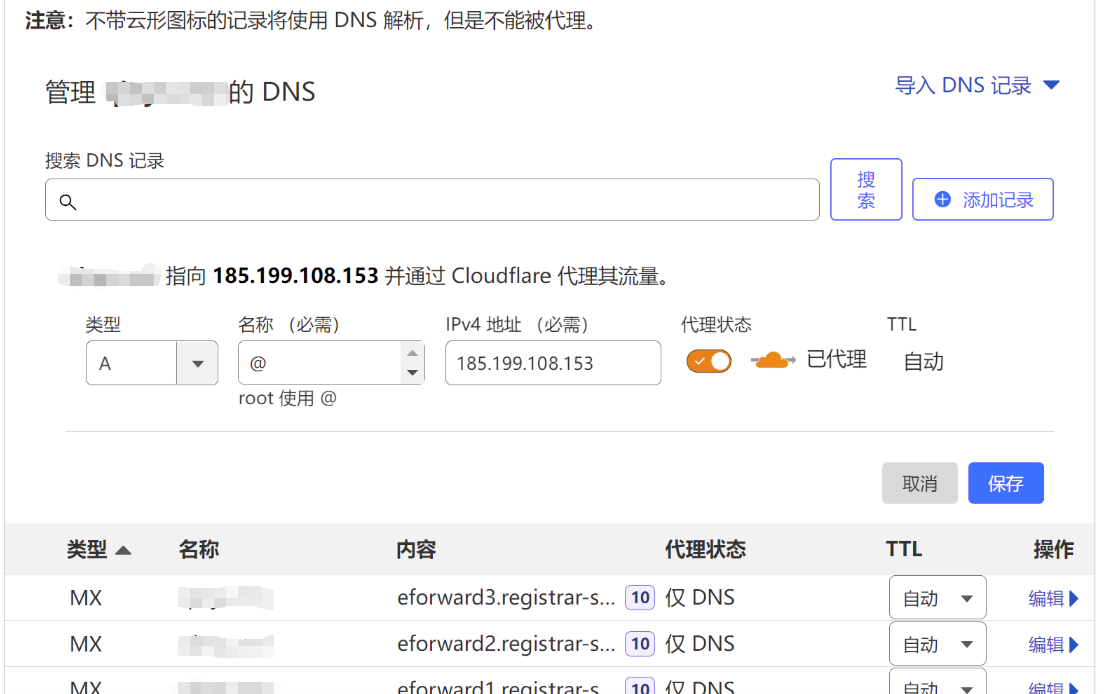 注意：不带云形图标的记录将使用 DNS 解析，但是不能被代理。
管理 的 DNS
导入 DNS 记录
搜索 DNS 记录
搜索
添加记录
指向 185.199.108.153 并通过 Cloudflare 代理其流量。
类型 名称 （必需） IPv4 地址 （必需） 代理状态 TTL
A @ 185.199.108.153 已代理 自动
root 使用 @
取消 保存
类型 名称 内容 代理状态 TTL 操作
MX eforward3.registrar-s... 10 仅 DNS 自动 编辑
MX eforward2.registrar-s... 10 仅 DNS 自动 编辑
MX eforward1.registrar-s... 10 仅 DNS 自动 编辑